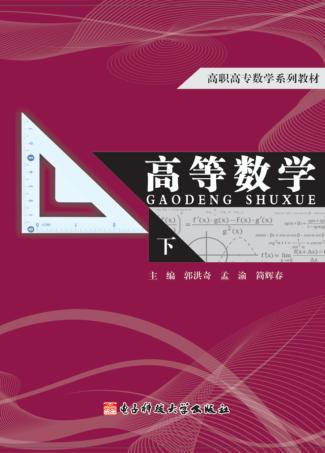 高职高专数学系列教材
高等数学
GAODENG SHUXUE
下
主 编 郭洪奇 孟 渝 简辉春
电子科技大学出版社